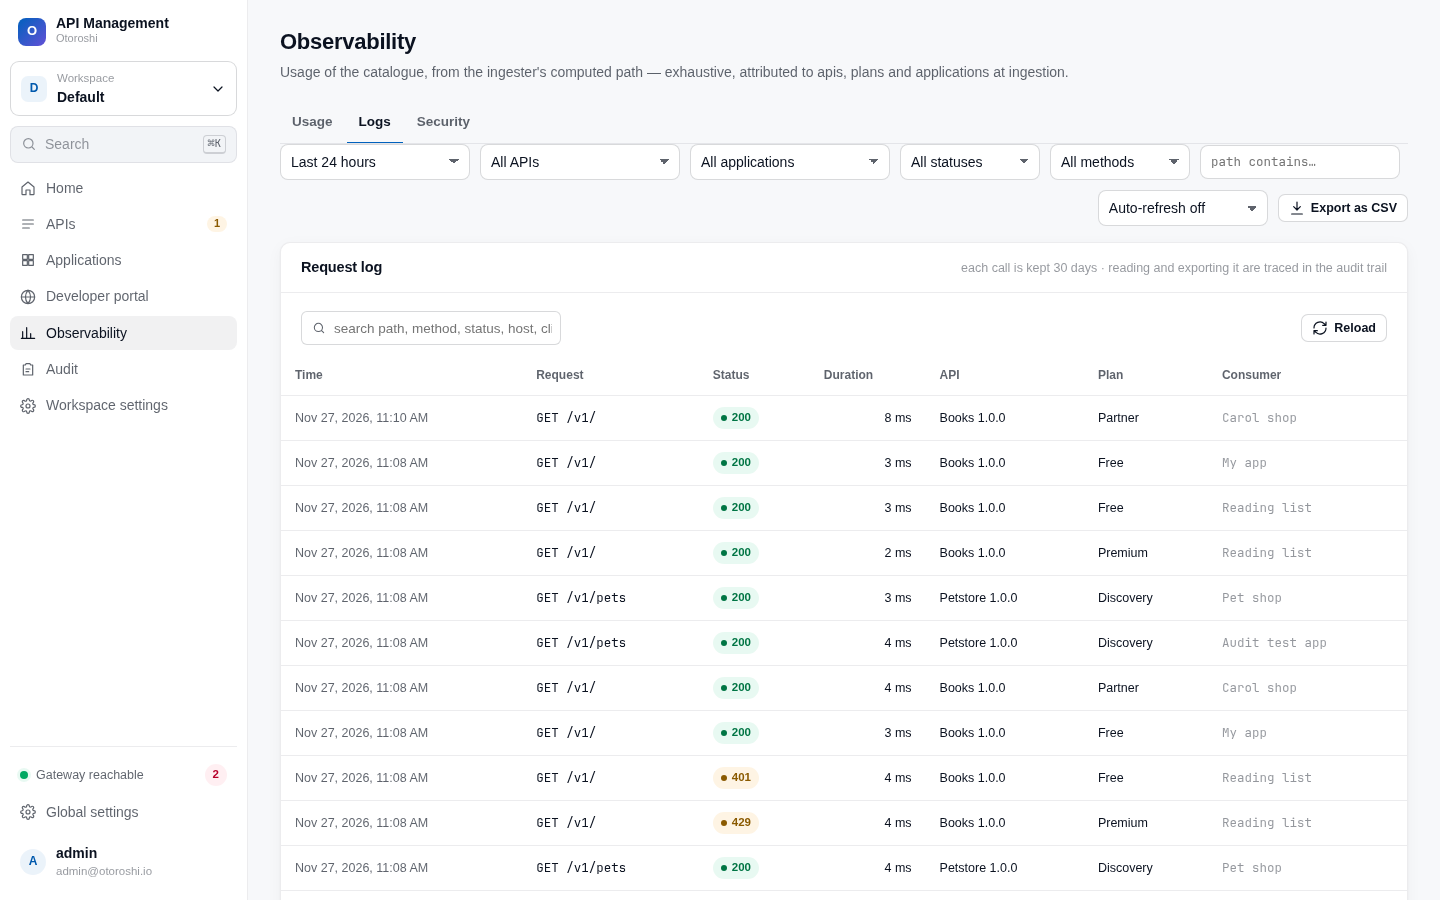 O
API Management
Otoroshi
D
Workspace
Default
Search
⌘K
Home
APIs
1
Applications
Developer portal
Observability
Audit
Workspace settings
Gateway reachable
2
Global settings
A
admin
admin@otoroshi.io
Observability
Usage of the catalogue, from the ingester's computed path — exhaustive, attributed to apis, plans and applications at ingestion.
Usage Logs Security
Last 24 hours All APIs All applications All statuses All methods path contains…
Auto-refresh off Export as CSV
Request log each call is kept 30 days · reading and exporting it are traced in the audit trail
search path, method, status, host, cli Reload
Time Request Status Duration API Plan Consumer
Nov 27, 2026, 11:10 AM GET /v1/ 200 8 ms Books 1.0.0 Partner Carol shop
Nov 27, 2026, 11:08 AM GET /v1/ 200 3 ms Books 1.0.0 Free My app
Nov 27, 2026, 11:08 AM GET /v1/ 200 3 ms Books 1.0.0 Free Reading list
Nov 27, 2026, 11:08 AM GET /v1/ 200 2 ms Books 1.0.0 Premium Reading list
Nov 27, 2026, 11:08 AM GET /v1/pets 200 3 ms Petstore 1.0.0 Discovery Pet shop
Nov 27, 2026, 11:08 AM GET /v1/pets 200 4 ms Petstore 1.0.0 Discovery Audit test app
Nov 27, 2026, 11:08 AM GET /v1/ 200 4 ms Books 1.0.0 Partner Carol shop
Nov 27, 2026, 11:08 AM GET /v1/ 200 3 ms Books 1.0.0 Free My app
Nov 27, 2026, 11:08 AM GET /v1/ 401 4 ms Books 1.0.0 Free Reading list
Nov 27, 2026, 11:08 AM GET /v1/ 429 4 ms Books 1.0.0 Premium Reading list
Nov 27, 2026, 11:08 AM GET /v1/pets 200 4 ms Petstore 1.0.0 Discovery Pet shop